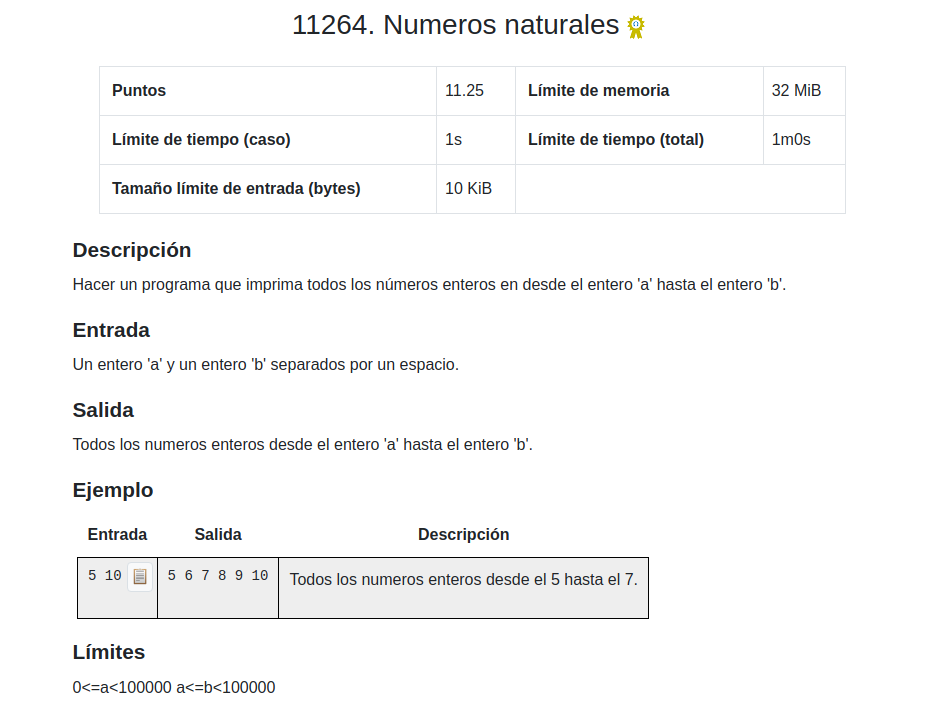 11264. Numeros naturales
Puntos 11.25 Límite de memoria 32 MiB
Límite de tiempo (caso) 1s Límite de tiempo (total) 1m0s
Tamaño límite de entrada (bytes) 10 KiB
Descripción
Hacer un programa que imprima todos los números enteros en desde el entero 'a' hasta el entero 'b'.
Entrada
Un entero 'a' y un entero 'b' separados por un espacio.
Salida
Todos los numeros enteros desde el entero 'a' hasta el entero 'b'.
Ejemplo
Entrada Salida Descripción
5 10 5 6 7 8 9 10 Todos los numeros enteros desde el 5 hasta el 7.
Límites
0<=a<100000 a<=b<100000